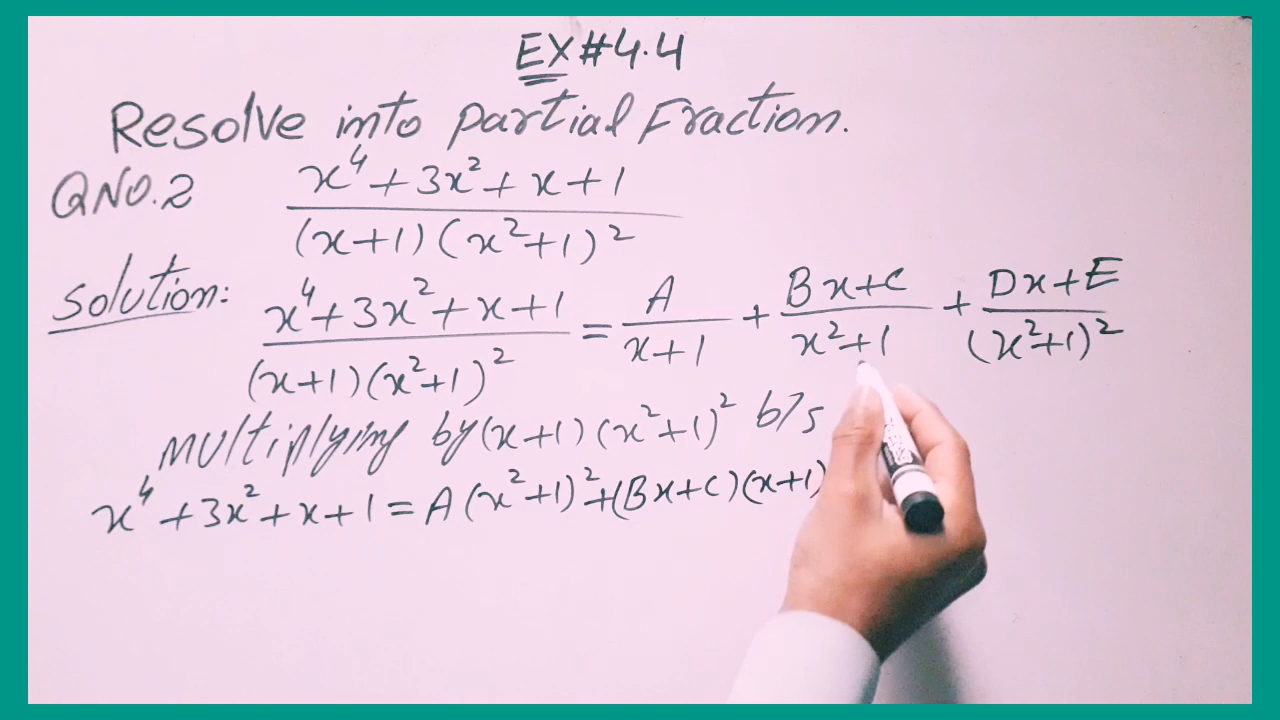 EX#4.4
Resolve into Partial Fraction.
QNO.2 x⁴+3x²+x+1 / (x+1)(x²+1)²
Solution: x⁴+3x²+x+1 / (x+1)(x²+1)² = A / x+1 + Bx+C / x²+1 + Dx+E / (x²+1)²
Multiplying by (x+1)(x²+1)² b/s
x⁴+3x²+x+1 = A(x²+1)²+(Bx+C)(x+1)